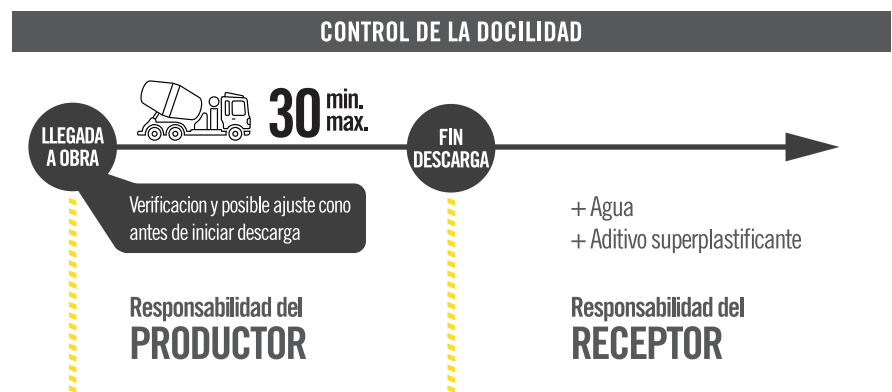 CONTROL DE LA DOCILIDAD
LLEGADA
A OBRA
30 min.
max.
FIN
DESCARGA
Verificacion y posible ajuste cono
antes de iniciar descarga
+ Agua
+ Aditivo superplastificante
Responsabilidad del
PRODUCTOR
Responsabilidad del
RECEPTOR